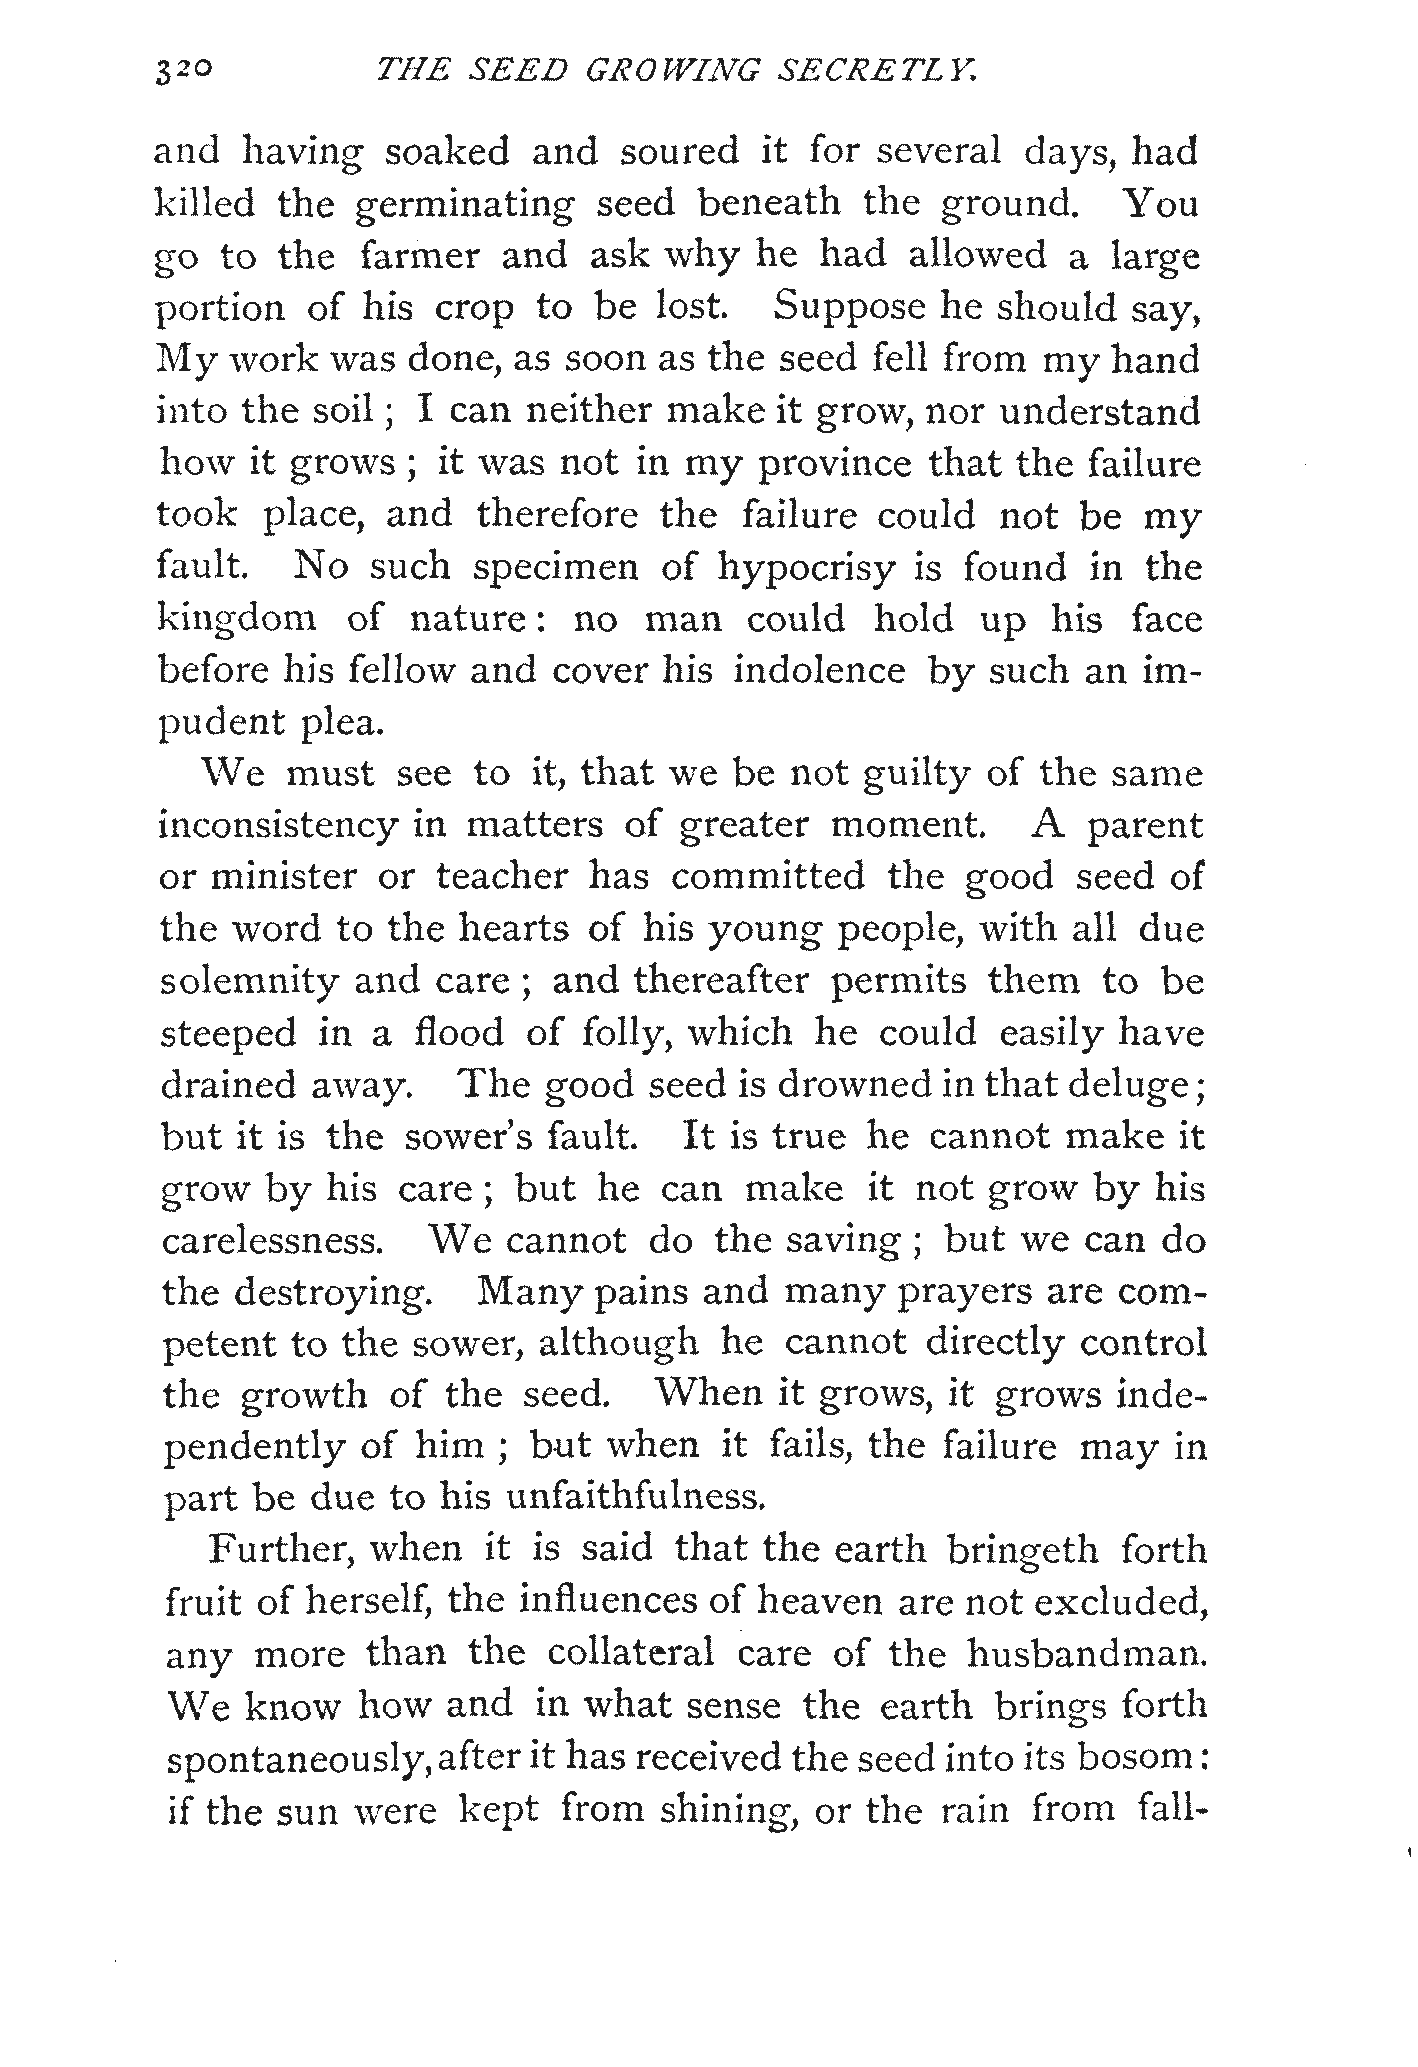 320 THE SEED GROWING SECRETLY.
and having soaked and soured it for several days, had
killed the germinating seed beneath the ground. You
go to the farmer and ask why he had allowed a large
portion of his crop to be lost. Suppose he should say,
My work was done, as soon as the seed fell from my hand
into the soil ; I can neither make it grow, nor understand
how it grows ; it was not in my province that the failure
took place, and therefore the failure could not be my
fault. No such specimen of hypocrisy is found in the
kingdom of nature : no man could hold up his face
before his fellow and cover his indolence by such an im-
pudent plea.
We must see to it, that we be not guilty of the same
inconsistency in matters of greater moment. A parent
or minister or teacher has committed the good seed of
the word to the hearts of his young people, with all due
solemnity and care ; and thereafter permits them to be
steeped in a flood of folly, which he could easily have
drained away. The good seed is drowned in that deluge ;
but it is the sower's fault. It is true he cannot make it
grow by his care ; but he can make it not grow by his
carelessness. We cannot do the saving ; but we can do
the destroying. Many pains and many prayers are com-
petent to the sower, although he cannot directly control
the growth of the seed. When it grows, it grows inde-
pendently of him ; but when it fails, the failure may in
part be due to his unfaithfulness.
Further, when it is said that the earth bringeth forth
fruit of herself, the influences of heaven are not excluded,
any more than the collateral care of the husbandman.
We know how and in what sense the earth brings forth
spontaneously, after it has received the seed into its bosom :
if the sun were kept from shining, or the rain from fall-